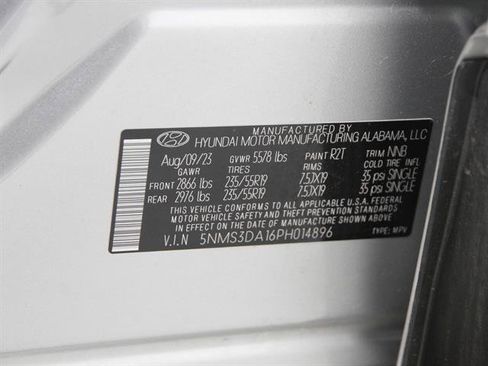 MANUFACTURED BY
HYUNDAI MOTOR MANUFACTURING ALABAMA, LLC
Aug/09/23 GVWR 5578 lbs PAINT R2T TRIM NNB
GAWR TIRES RIMS COLD TIRE INFL
FRONT 2866 lbs 235/55R19 7.5JX19 35 psi SINGLE
REAR 2976 lbs 235/55R19 7.5JX19 35 psi SINGLE
THIS VEHICLE CONFORMS TO ALL APPLICABLE U.S.A. FEDERAL
MOTOR VEHICLE SAFETY AND THEFT PREVENTION STANDARDS
IN EFFECT ON THE DATE OF MANUFACTURE SHOWN ABOVE
V.I.N 5NMS3DA16PH014896 TYPE: MPV